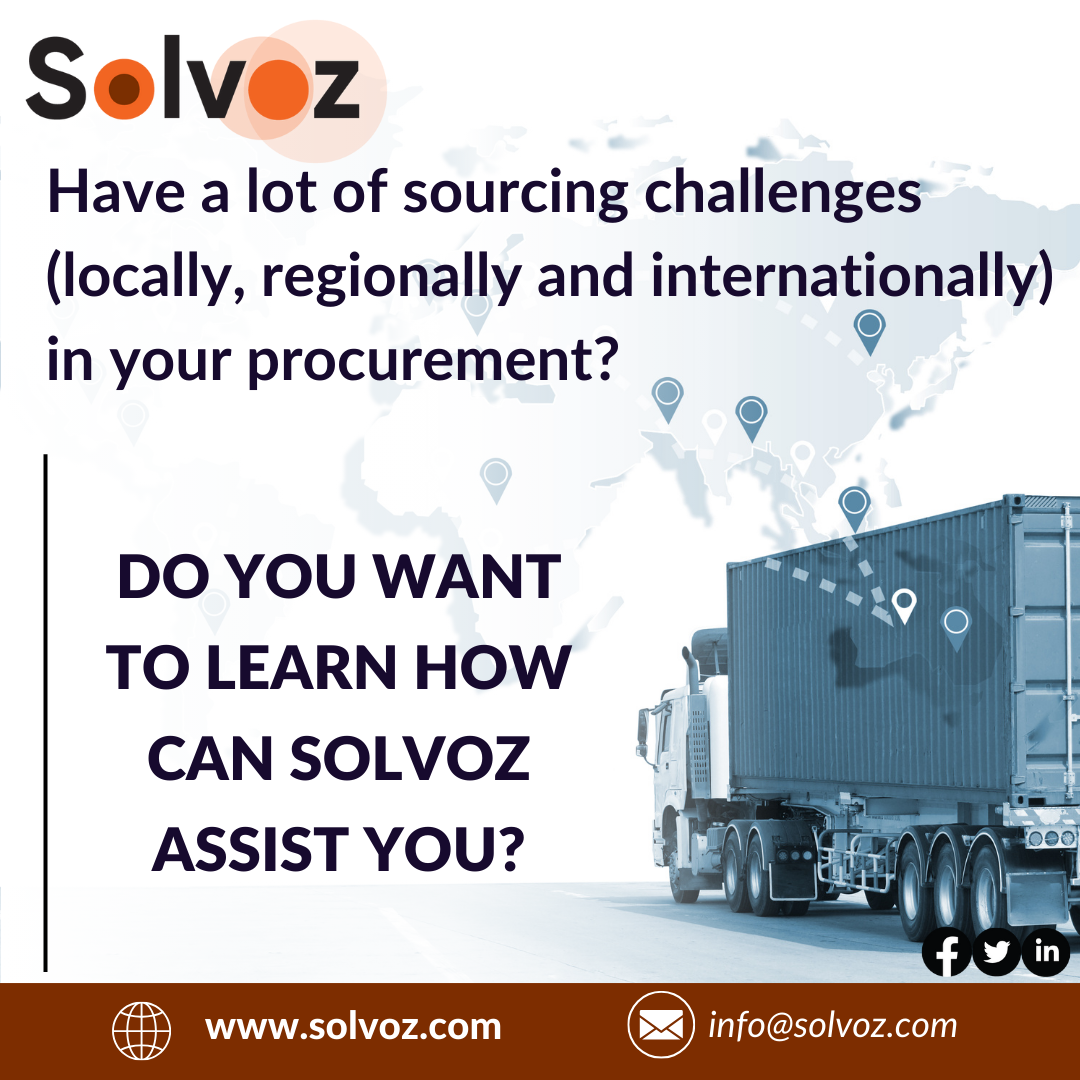 Solvoz
Have a lot of sourcing challenges
(locally, regionally and internationally)
in your procurement?
DO YOU WANT
TO LEARN HOW
CAN SOLVOZ
ASSIST YOU?
www.solvoz.com
info@solvoz.com